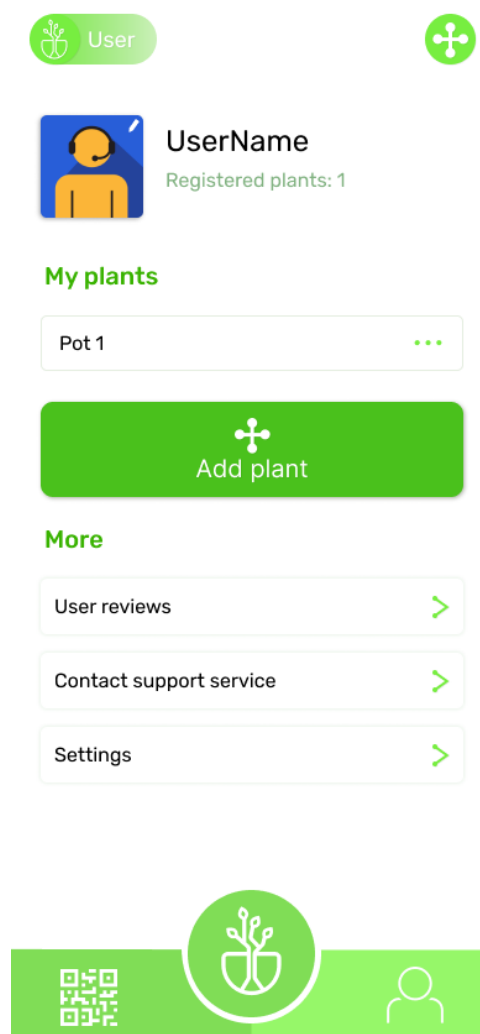 User
UserName
Registered plants: 1
My plants
Pot 1
Add plant
More
User reviews
Contact support service
Settings